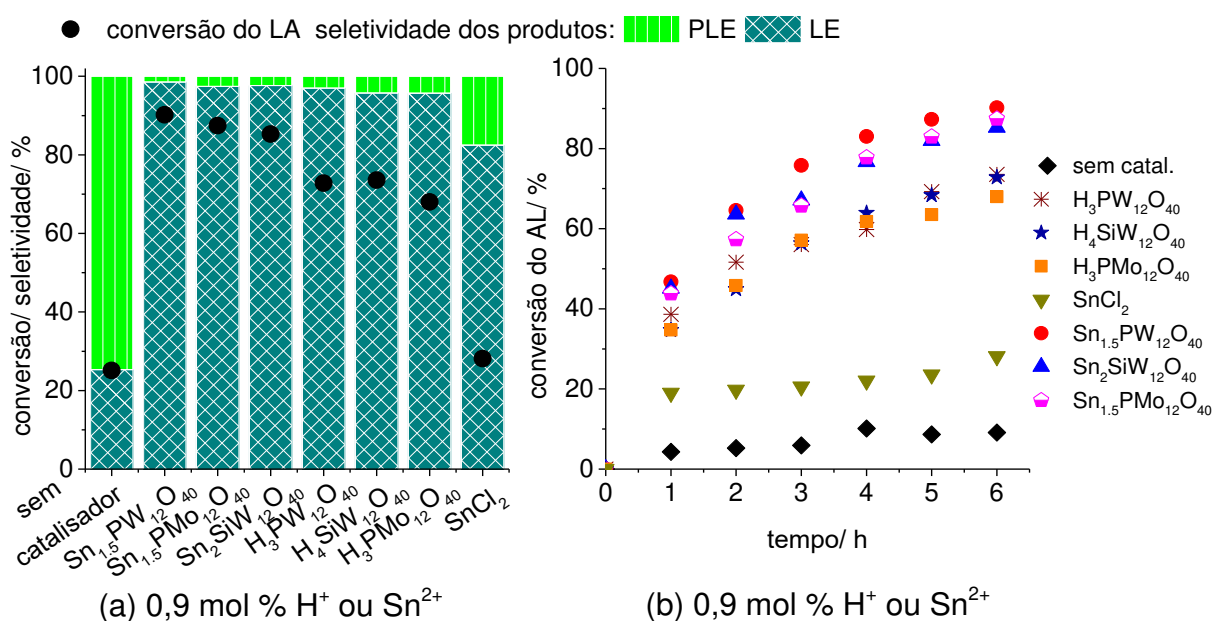 conversão do LA seletividade dos produtos: PLE LE
conversão/ seletividade/ %
100
80
60
40
20
0
sem catalisador
Sn₁.₅PW₁₂O₄₀
Sn₁.₅PMo₁₂O₄₀
Sn₂SiW₁₂O₄₀
H₃PW₁₂O₄₀
H₄SiW₁₂O₄₀
H₃PMo₁₂O₄₀
SnCl₂
(a) 0,9 mol % H⁺ ou Sn²⁺
conversão do AL/ %
100
80
60
40
20
0
0 1 2 3 4 5 6
tempo/ h
sem catal.
H₃PW₁₂O₄₀
H₄SiW₁₂O₄₀
H₃PMo₁₂O₄₀
SnCl₂
Sn₁.₅PW₁₂O₄₀
Sn₂SiW₁₂O₄₀
Sn₁.₅PMo₁₂O₄₀
(b) 0,9 mol % H⁺ ou Sn²⁺